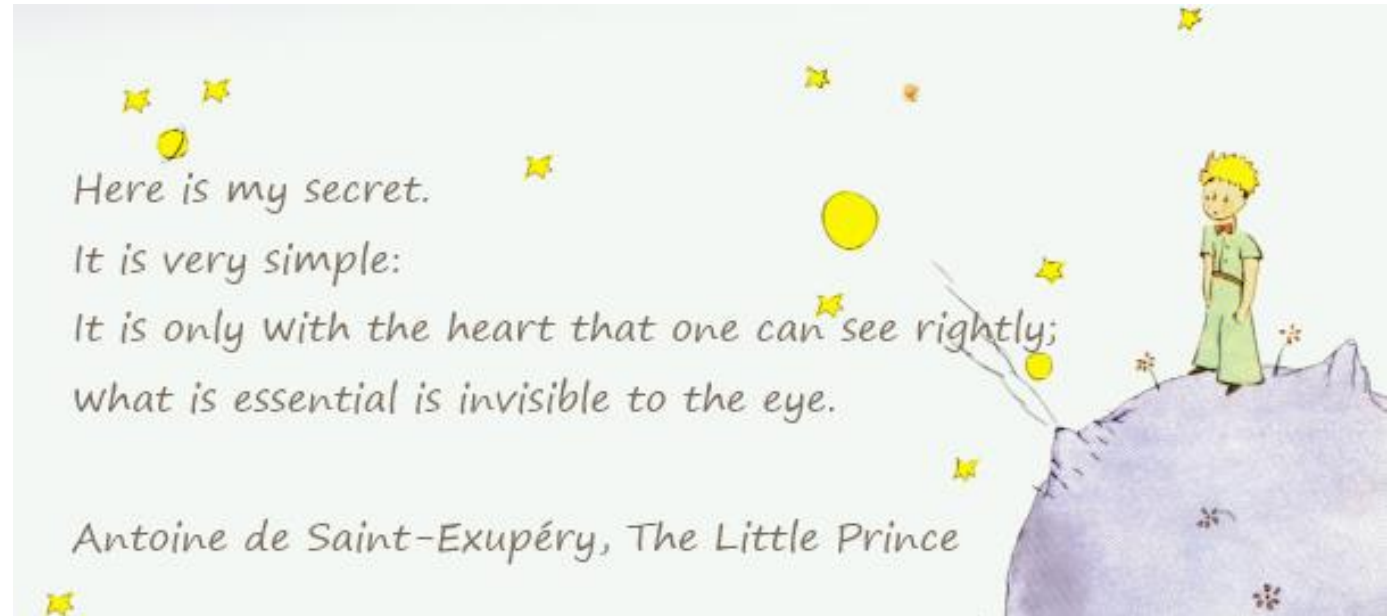 Here is my secret.
It is very simple:
It is only with the heart that one can see rightly;
what is essential is invisible to the eye.
Antoine de Saint-Exupéry, The Little Prince